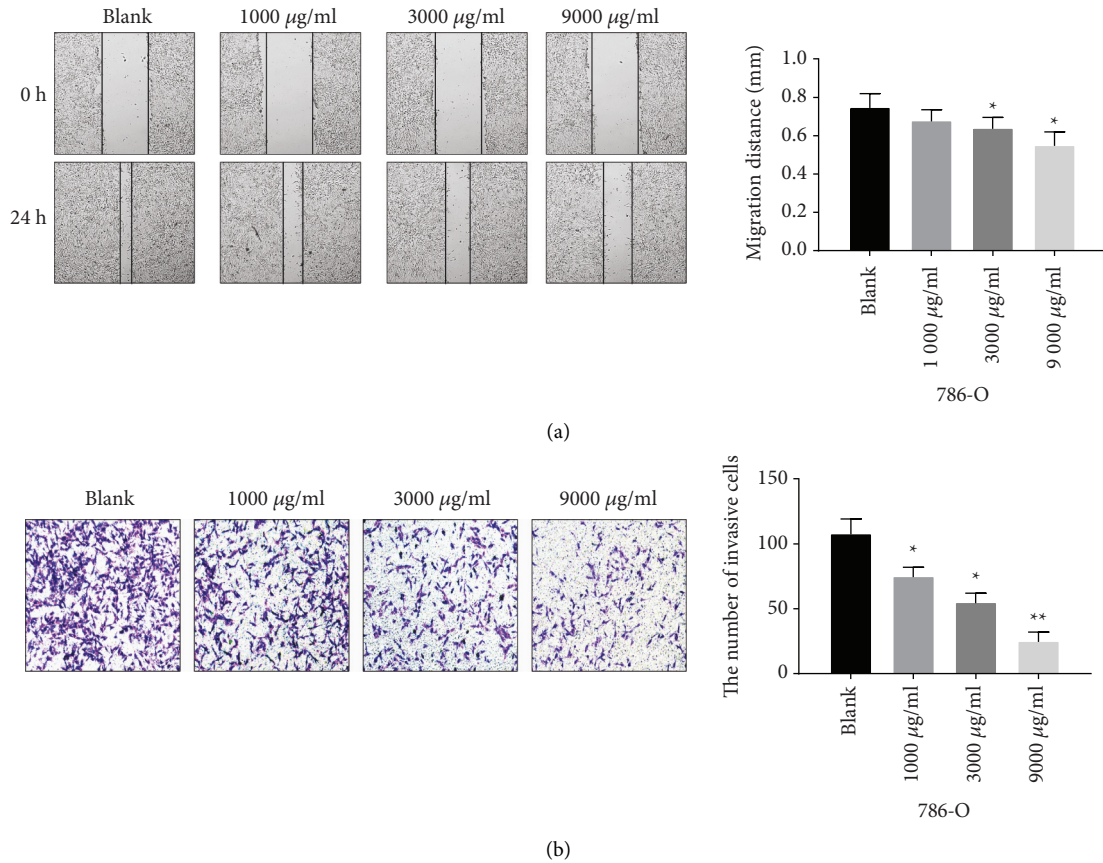 Blank 1000 μg/ml 3000 μg/ml 9000 μg/ml
0 h
24 h
Migration distance (mm)
1.0
0.8
0.6
0.4
0.2
0.0
*
*
Blank
1 000 μg/ml
3000 μg/ml
9 000 μg/ml
786-O
(a)
Blank 1000 μg/ml 3000 μg/ml 9000 μg/ml
The number of invasive cells
150
100
50
0
*
*
**
Blank
1000 μg/ml
3000 μg/ml
9000 μg/ml
786-O
(b)